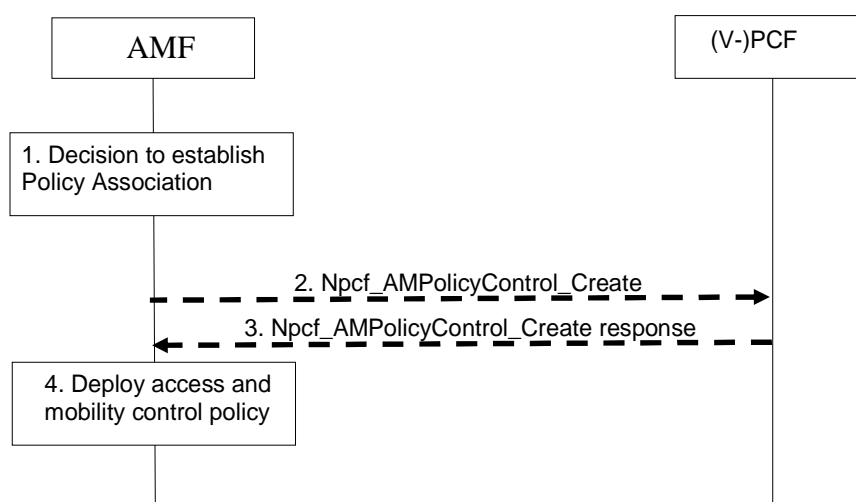 AMF
(V-)PCF
1. Decision to establish
Policy Association
2. Npcf_AMPolicyControl_Create
3. Npcf_AMPolicyControl_Create response
4. Deploy access and
mobility control policy